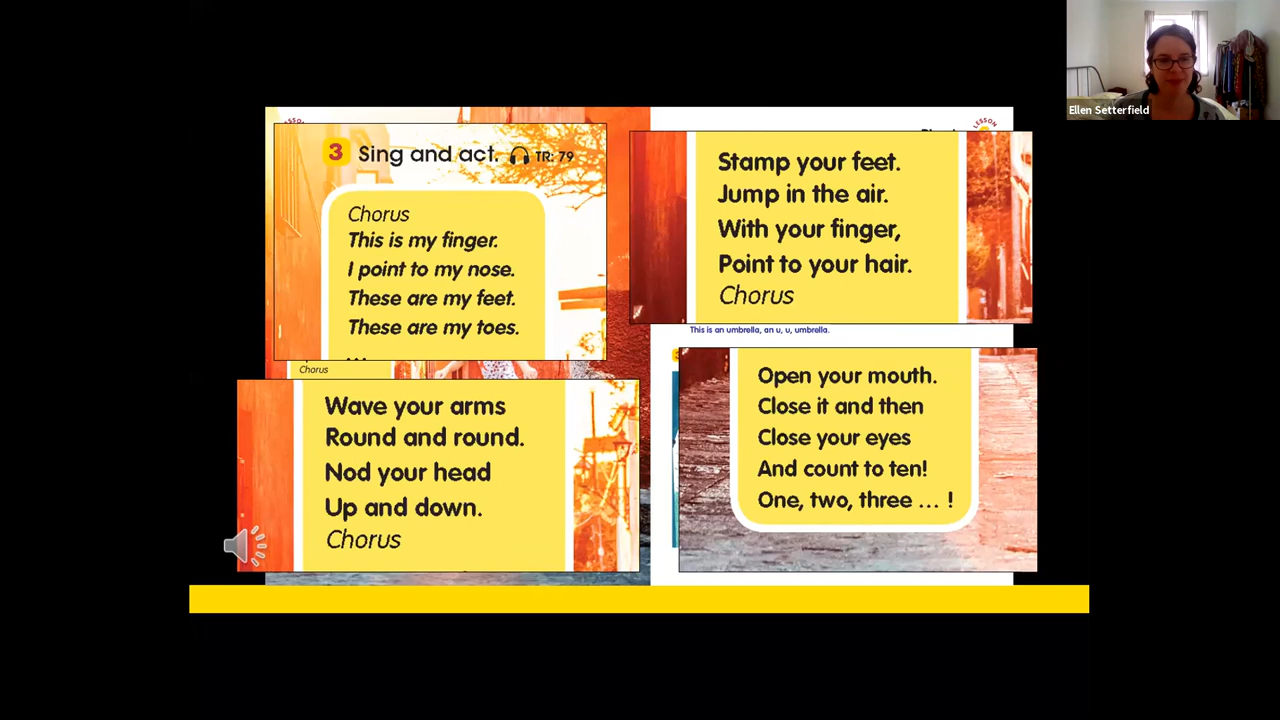 LESSON
3 Sing and act. TR: 79
Chorus
This is my finger.
I point to my nose.
These are my feet.
These are my toes.
Chorus
Wave your arms
Round and round.
Nod your head
Up and down.
Chorus
LESSON
Stamp your feet.
Jump in the air.
With your finger,
Point to your hair.
Chorus
This is an umbrella, an u, u, umbrella.
Open your mouth.
Close it and then
Close your eyes
And count to ten!
One, two, three ... !
Ellen Setterfield